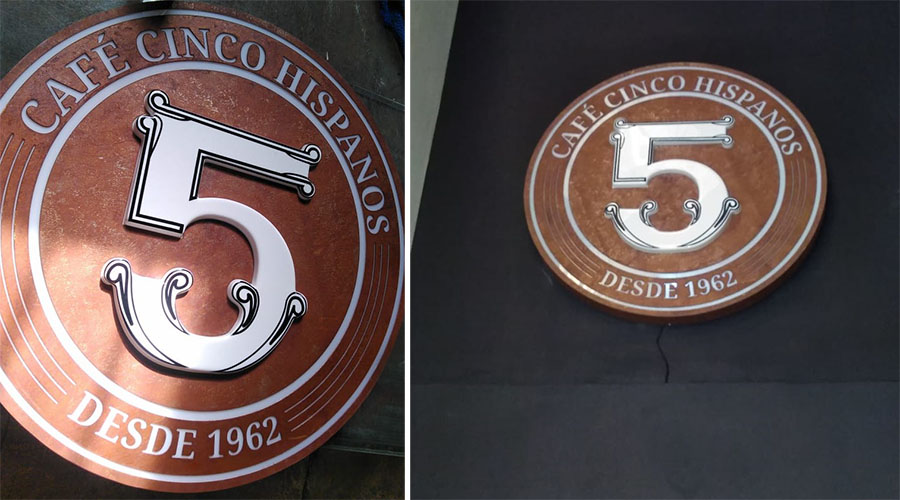 CAFÉ CINCO HISPANOS
5
DESDE 1962
CAFÉ CINCO HISPANOS
5
DESDE 1962